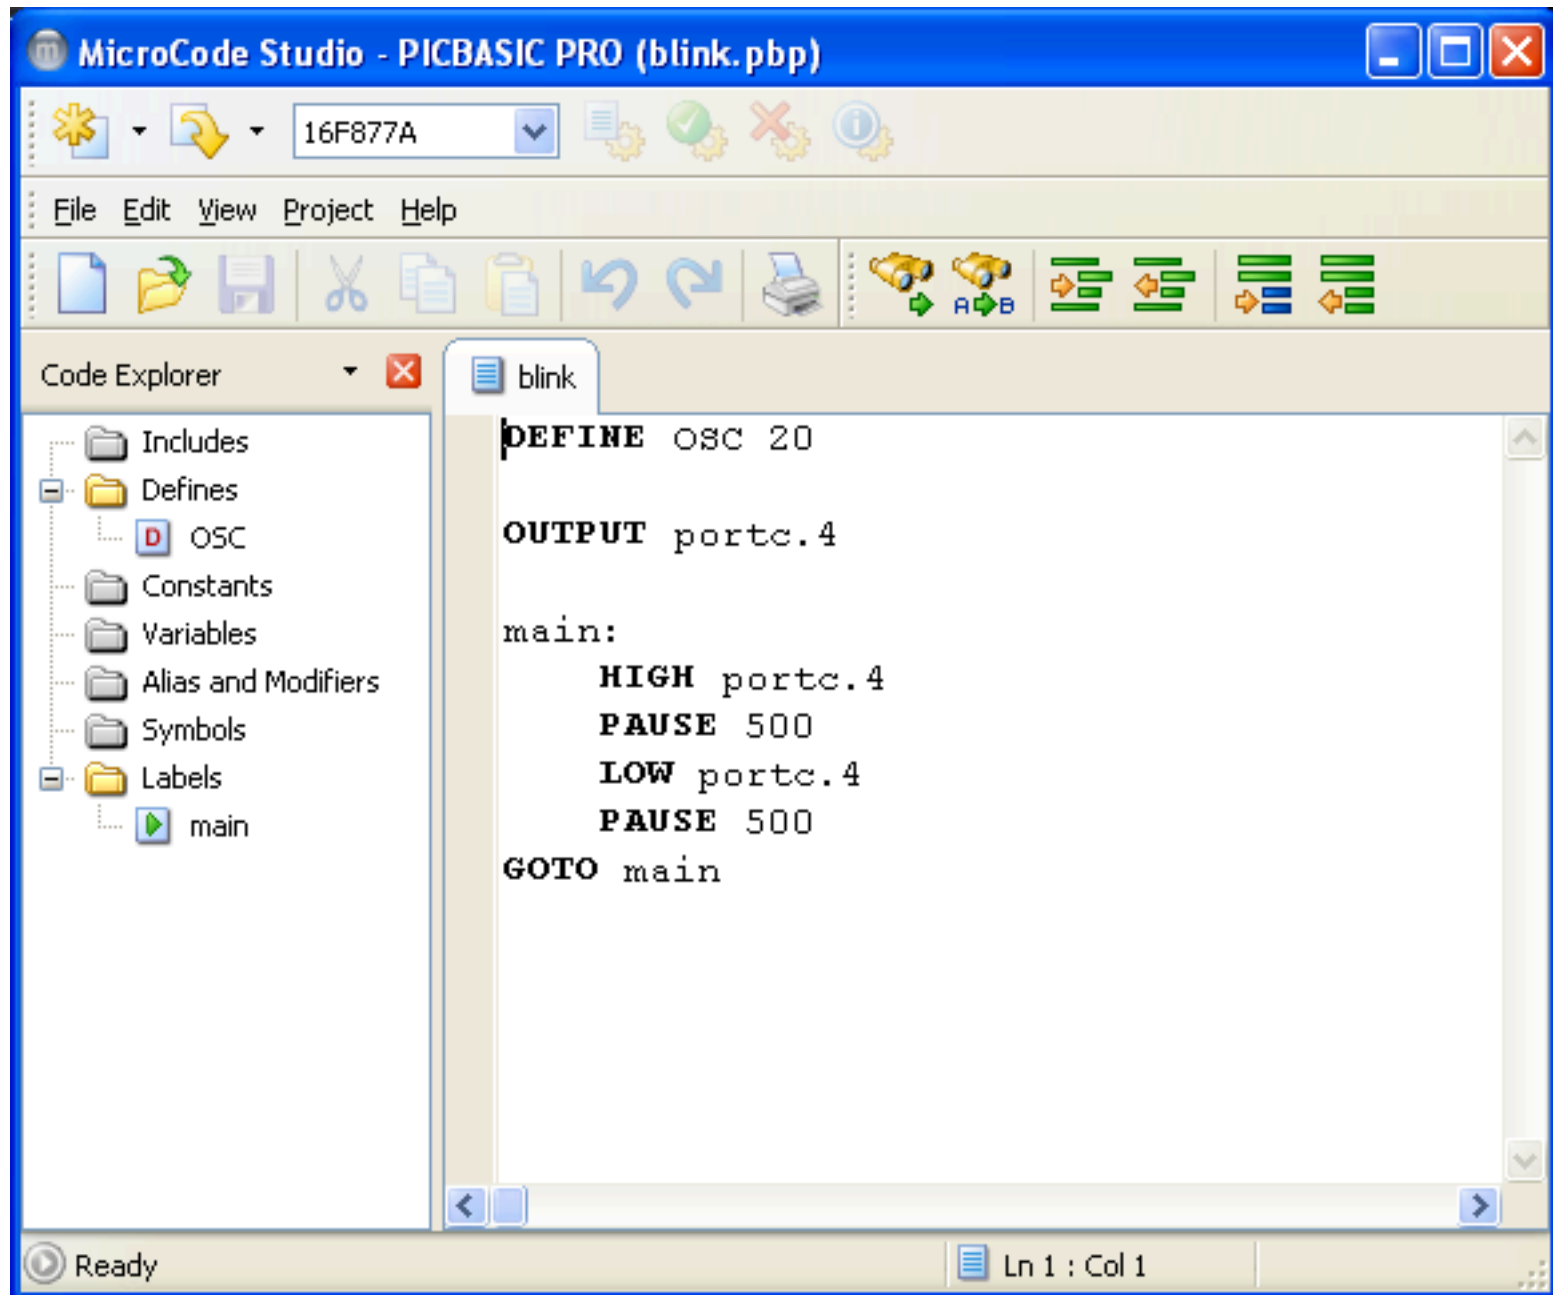 MicroCode Studio - PICBASIC PRO (blink.pbp)
16F877A
File Edit View Project Help
A B
Code Explorer
blink
Includes
Defines
D OSC
Constants
Variables
Alias and Modifiers
Symbols
Labels
main
DEFINE OSC 20
OUTPUT portc.4
main:
HIGH portc.4
PAUSE 500
LOW portc.4
PAUSE 500
GOTO main
Ready
Ln 1 : Col 1